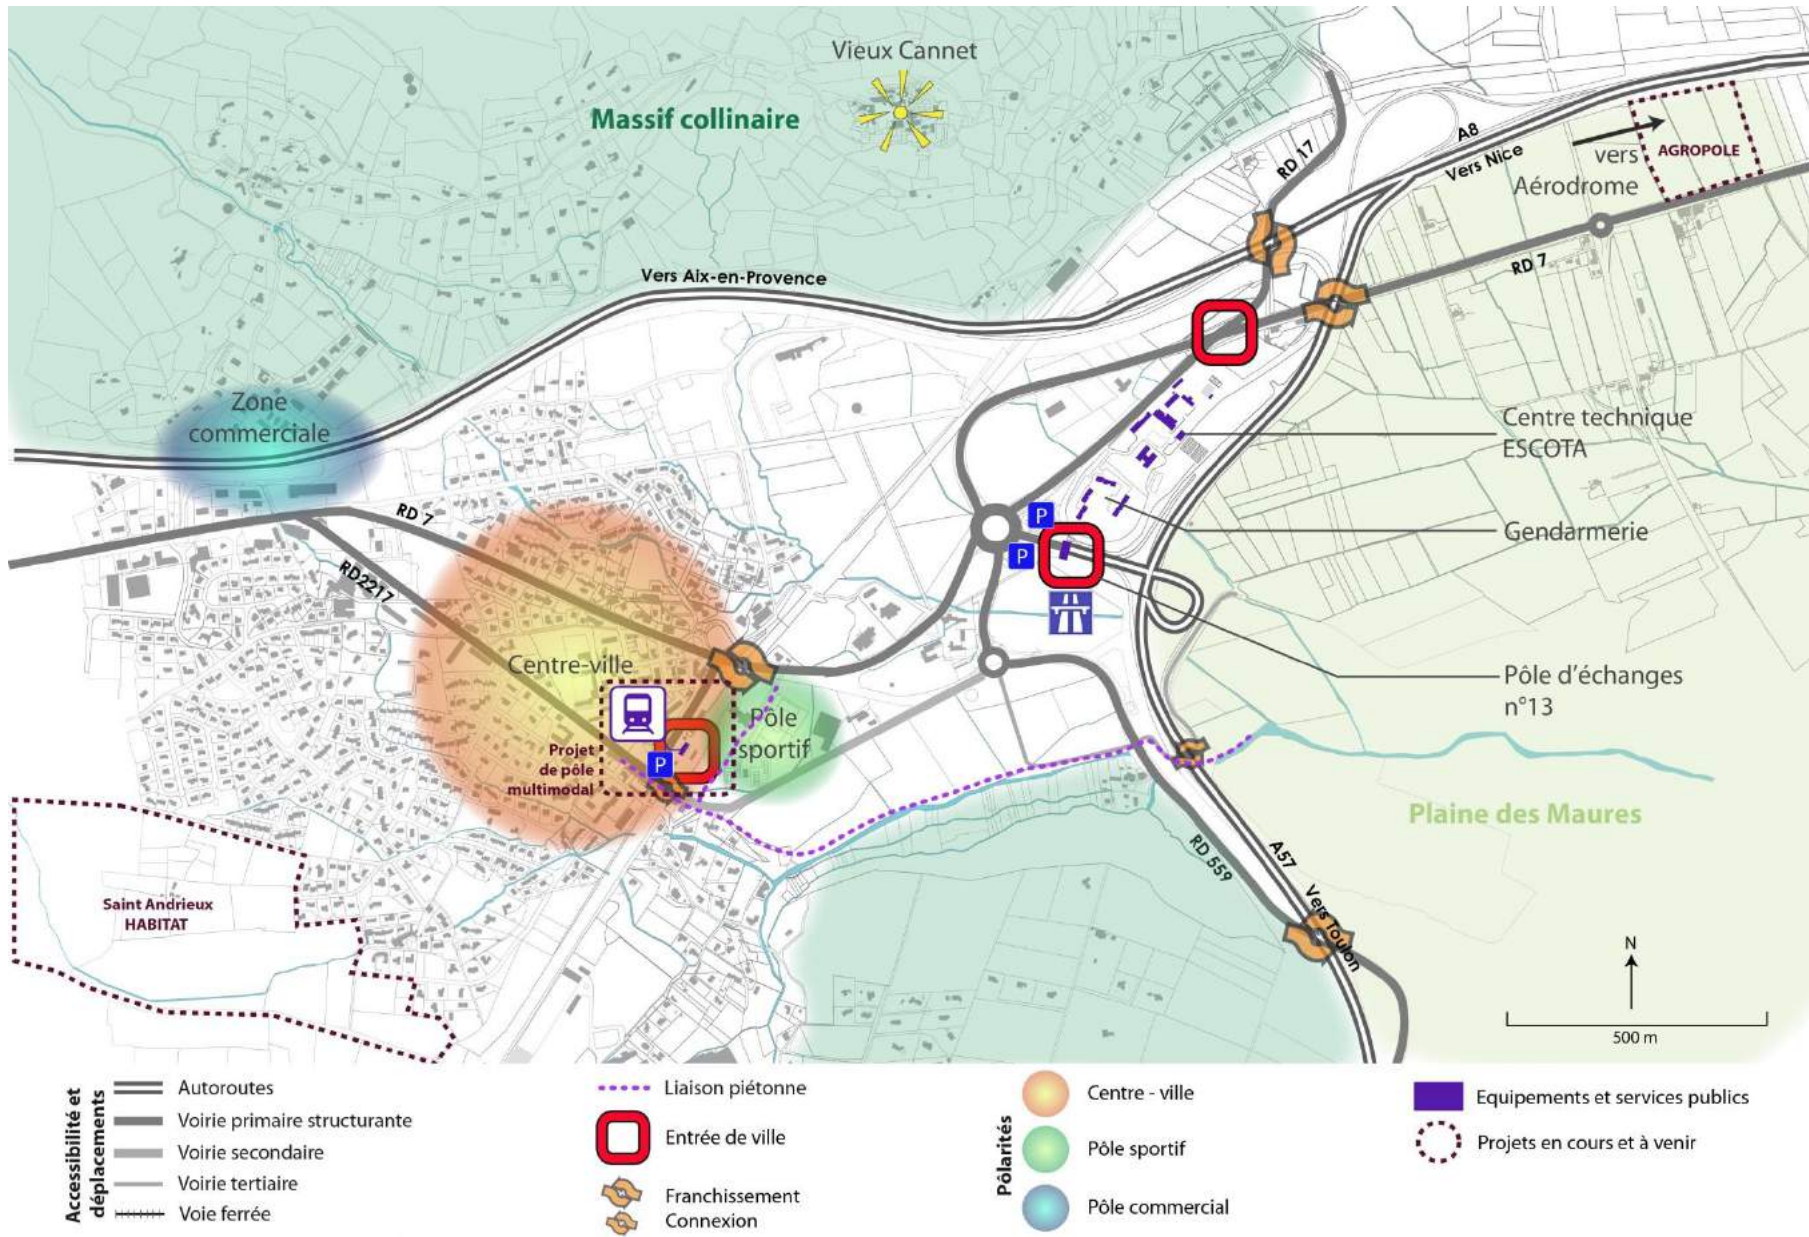 Vieux Cannet
Massif collinaire
RD 17
A8
Vers Nice
vers
Aérodrome
AGROPOLE
RD 7
Vers Aix-en-Provence
Zone
commerciale
Centre technique
ESCOTA
RD 7
RD2217
P
P
Gendarmerie
Centre-ville
Pôle d'échanges
n°13
Pôle
sportif
Projet
de pôle
multimodal
P
Plaine des Maures
RD 559
A57
Vers Toulon
Saint Andrieux
HABITAT
N
500 m
Accessibilité et
déplacements
Autoroutes
Voirie primaire structurante
Voirie secondaire
Voirie tertiaire
Voie ferrée
Liaison piétonne
Entrée de ville
Franchissement
Connexion
Pôlarités
Centre - ville
Pôle sportif
Pôle commercial
Equipements et services publics
Projets en cours et à venir